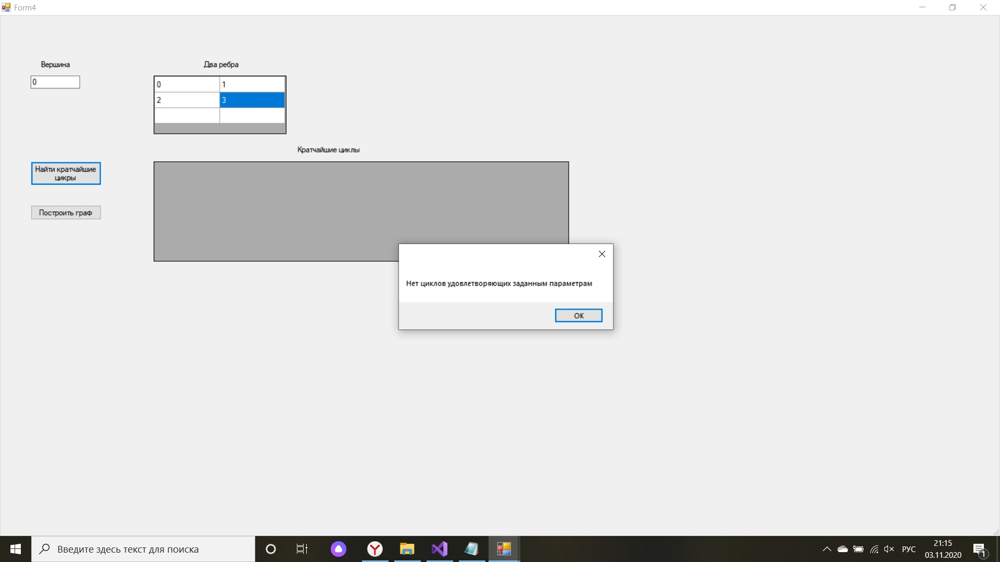 Form4
Вершина
Два ребра
0
0 1
2 3
Кратчайшие циклы
Найти кратчайшие
цикры
Построить граф
Нет циклов удовлетворяющих заданным параметрам
OK
Введите здесь текст для поиска
РУС
21:15
03.11.2020
1